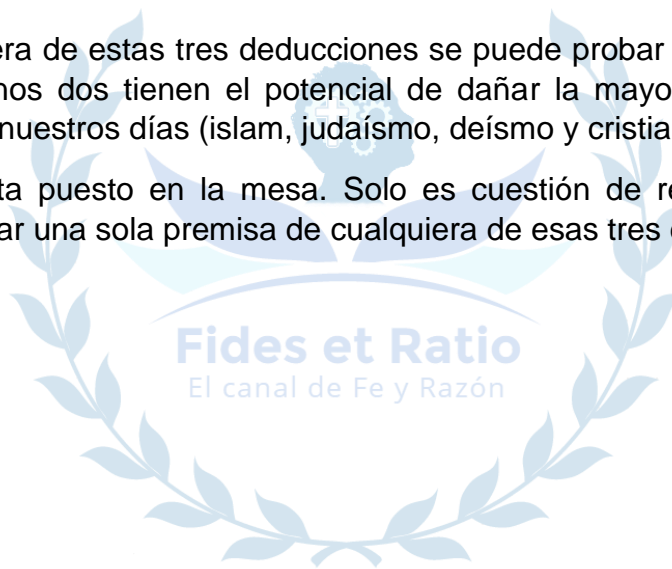 era de estas tres deducciones se puede probar
nos dos tienen el potencial de dañar la mayo
nuestros días (islam, judaísmo, deísmo y cristia
ta puesto en la mesa. Solo es cuestión de re
ar una sola premisa de cualquiera de esas tres
Fides et Ratio
El canal de Fe y Razón